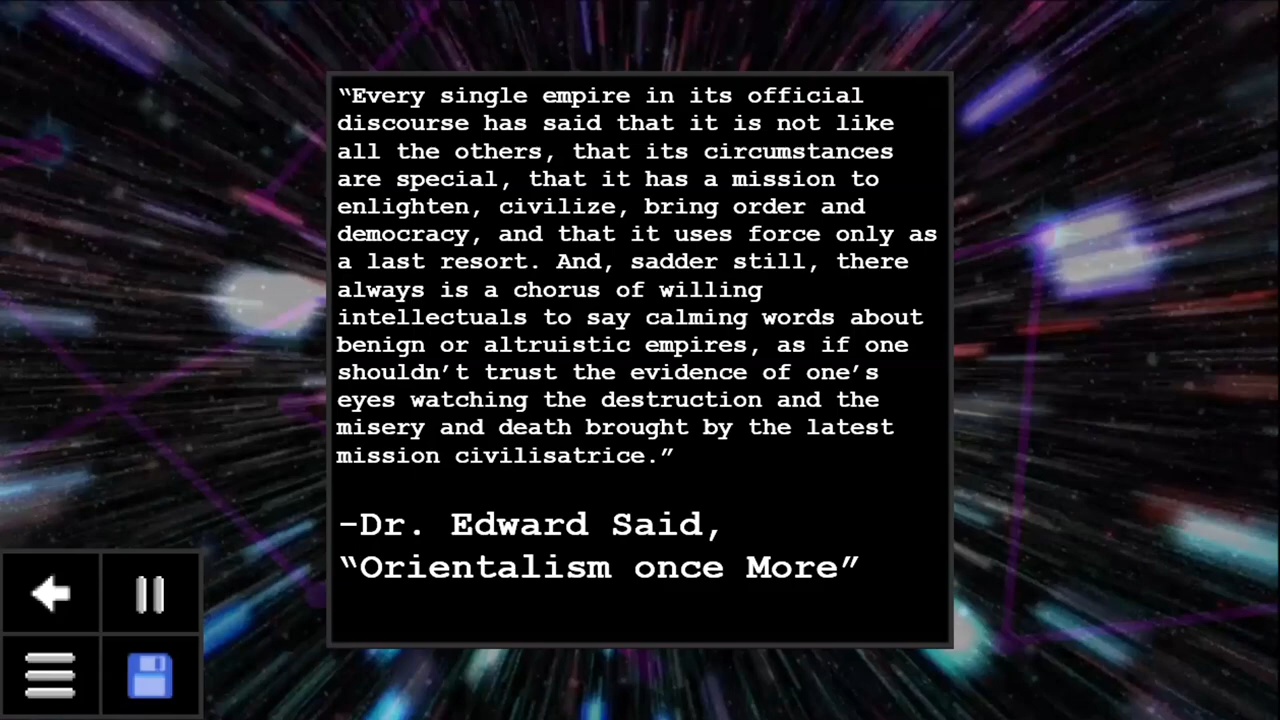 “Every single empire in its official
discourse has said that it is not like
all the others, that its circumstances
are special, that it has a mission to
enlighten, civilize, bring order and
democracy, and that it uses force only as
a last resort. And, sadder still, there
always is a chorus of willing
intellectuals to say calming words about
benign or altruistic empires, as if one
shouldn’t trust the evidence of one’s
eyes watching the destruction and the
misery and death brought by the latest
mission civilisatrice.”
–Dr. Edward Said,
“Orientalism once More”